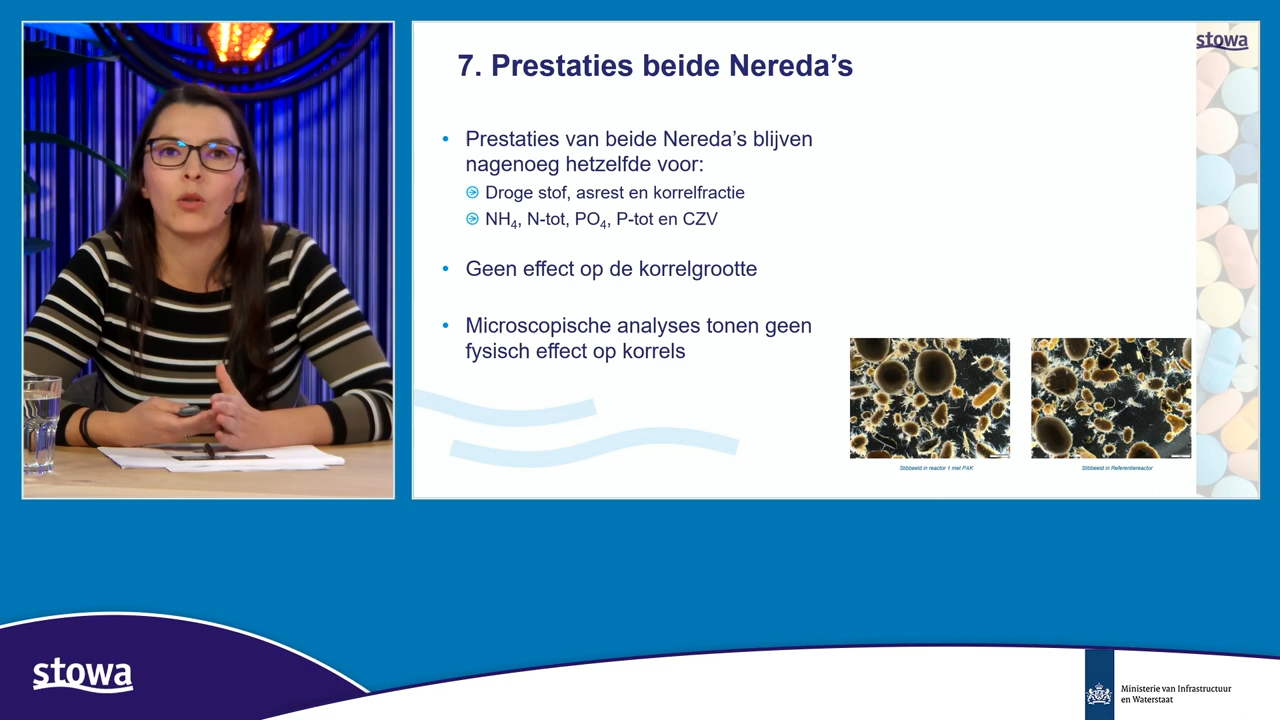 stowa
7. Prestaties beide Nereda’s
• Prestaties van beide Nereda’s blijven
nagenoeg hetzelfde voor:
Droge stof, asrest en korrelfractie
NH4, N-tot, PO4, P-tot en CZV
• Geen effect op de korrelgrootte
• Microscopische analyses tonen geen
fysisch effect op korrels
Slibbeeld in reactor 1 met PAK
Slibbeeld in Referentiereactor
stowa
Ministerie van Infrastructuur
en Waterstaat